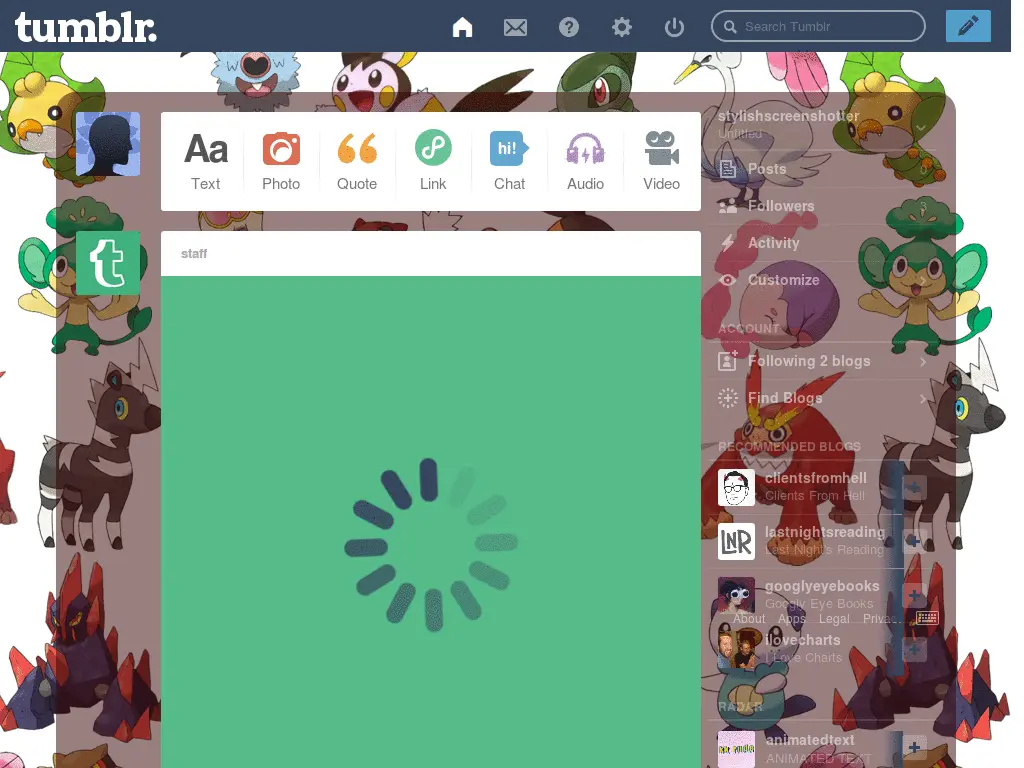 tumblr.
Search Tumblr
Aa
hi!
Text
Photo
Quote
Link
Chat
Audio
Video
t
staff
stylishscreenshotter
Untitled
Posts
0
Followers
3
Activity
Customize
ACCOUNT
Following 2 blogs
Find Blogs
RECOMMENDED BLOGS
clientsfromhell
Clients From Hell
LNR
lastnightsreading
Last Night's Reading
googlyeyebooks
Googly Eye Books
About Apps Legal Privac...
ilovecharts
I Love Charts
RADAR
animatedtext
ANIMATED TEXT